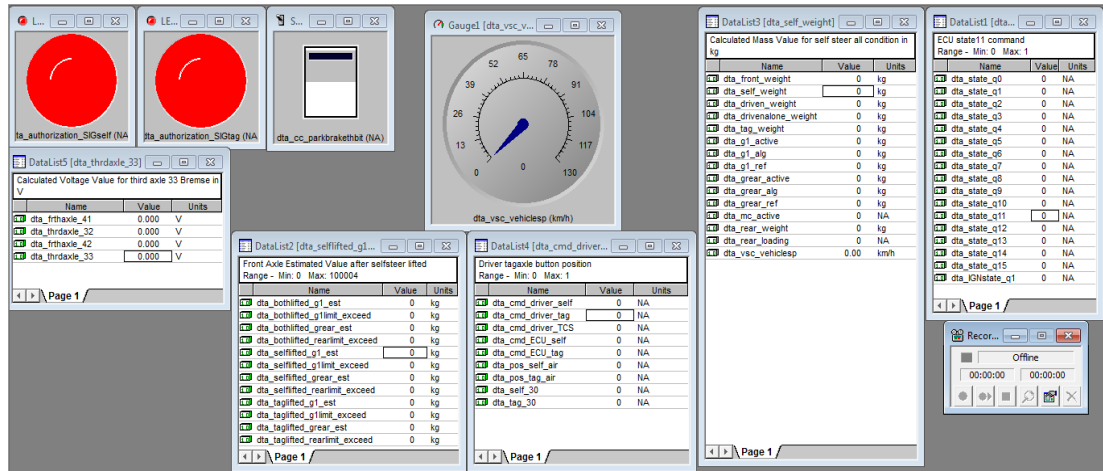 L...
LE...
S...
ta_authorization_SIGself (NA
dta_authorization_SIGtag (NA
dta_cc_parkbrakethbit (NA)
Gauge1 [dta_vsc_v...
0 13 26 39 52 65 78 91 104 117 130
0
dta_vsc_vehiclesp (km/h)
DataList3 [dta_self_weight]
Calculated Mass Value for self steer all condition in
kg
Name Value Units
dta_front_weight 0 kg
dta_self_weight 0 kg
dta_driven_weight 0 kg
dta_drivenalone_weight 0 kg
dta_tag_weight 0 kg
dta_g1_active 0 kg
dta_g1_alg 0 kg
dta_g1_ref 0 kg
dta_grear_active 0 kg
dta_grear_alg 0 kg
dta_grear_ref 0 kg
dta_mc_active 0 NA
dta_rear_weight 0 kg
dta_rear_loading 0 NA
dta_vsc_vehiclesp 0.00 km/h
Page 1
DataList1 [dta...
ECU state11 command
Range - Min: 0 Max: 1
Name Value Units
dta_state_q0 0 NA
dta_state_q1 0 NA
dta_state_q2 0 NA
dta_state_q3 0 NA
dta_state_q4 0 NA
dta_state_q5 0 NA
dta_state_q6 0 NA
dta_state_q7 0 NA
dta_state_q8 0 NA
dta_state_q9 0 NA
dta_state_q10 0 NA
dta_state_q11 0 NA
dta_state_q12 0 NA
dta_state_q13 0 NA
dta_state_q14 0 NA
dta_state_q15 0 NA
dta_IGNstate_q1 0 NA
Page 1
DataList5 [dta_thrdaxle_33]
Calculated Voltage Value for third axle 33 Bremse in
V
Name Value Units
dta_frthaxle_41 0.000 V
dta_thrdaxle_32 0.000 V
dta_frthaxle_42 0.000 V
dta_thrdaxle_33 0.000 V
Page 1
DataList2 [dta_selflifted_g1...
Front Axle Estimated Value after selfsteer lifted
Range - Min: 0 Max: 100004
Name Value Units
dta_bothlifted_g1_est 0 kg
dta_bothlifted_g1limit_exceed 0 kg
dta_bothlifted_grear_est 0 kg
dta_bothlifted_rearlimit_exceed 0 kg
dta_selflifted_g1_est 0 kg
dta_selflifted_g1limit_exceed 0 kg
dta_selflifted_grear_est 0 kg
dta_selflifted_rearlimit_exceed 0 kg
dta_taglifted_g1_est 0 kg
dta_taglifted_g1limit_exceed 0 kg
dta_taglifted_grear_est 0 kg
dta_taglifted_rearlimit_exceed 0 kg
Page 1
DataList4 [dta_cmd_driver...
Driver tagaxle button position
Range - Min: 0 Max: 1
Name Value Units
dta_cmd_driver_self 0 NA
dta_cmd_driver_tag 0 NA
dta_cmd_driver_TCS 0 NA
dta_cmd_ECU_self 0 NA
dta_cmd_ECU_tag 0 NA
dta_pos_self_air 0 NA
dta_pos_tag_air 0 NA
dta_self_30 0 NA
dta_tag_30 0 NA
Page 1
Recor...
Offline
00:00:00 00:00:00